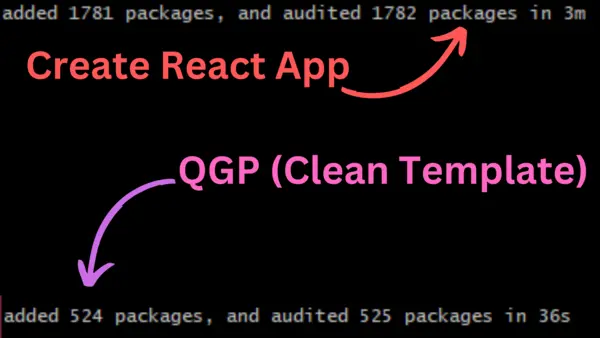 added 1781 packages, and audited 1782 packages in 3m
Create React App
QGP (Clean Template)
added 524 packages, and audited 525 packages in 36s